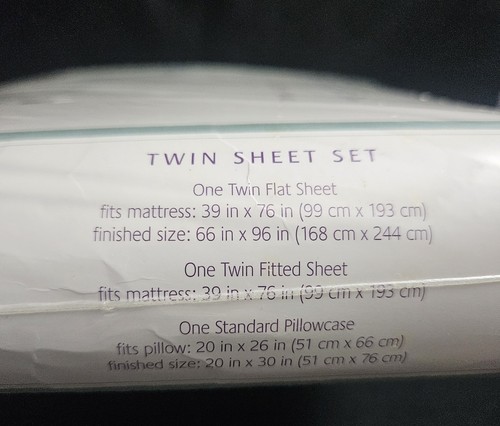 TWIN SHEET SET
One Twin Flat Sheet
fits mattress: 39 in x 76 in (99 cm x 193 cm)
finished size: 66 in x 96 in (168 cm x 244 cm)
One Twin Fitted Sheet
fits mattress: 39 in x 76 in (99 cm x 193 cm)
One Standard Pillowcase
fits pillow: 20 in x 26 in (51 cm x 66 cm)
finished size: 20 in x 30 in (51 cm x 76 cm)